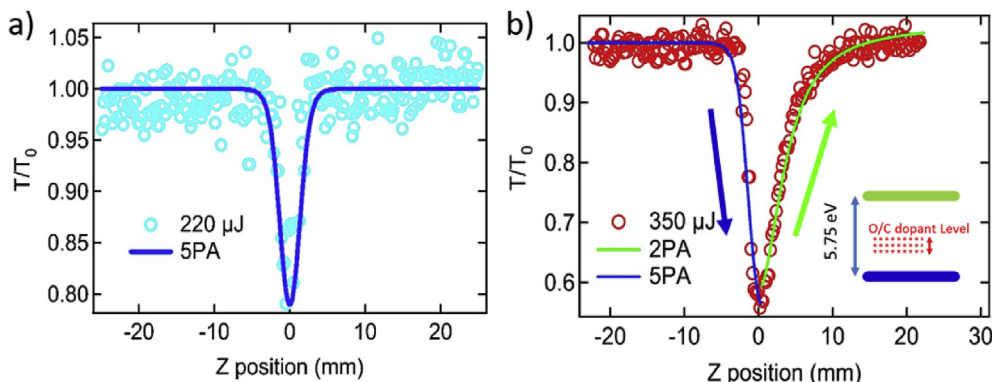 a)
1.05
1.00
0.95
0.90
0.85
0.80
T/T0
220 µJ
5PA
-20
-10
0
10
20
Z position (mm)
b)
1.0
0.9
0.8
0.7
0.6
T/T0
350 µJ
2PA
5PA
5.75 eV
O/C dopant Level
-20
-10
0
10
20
Z position (mm)